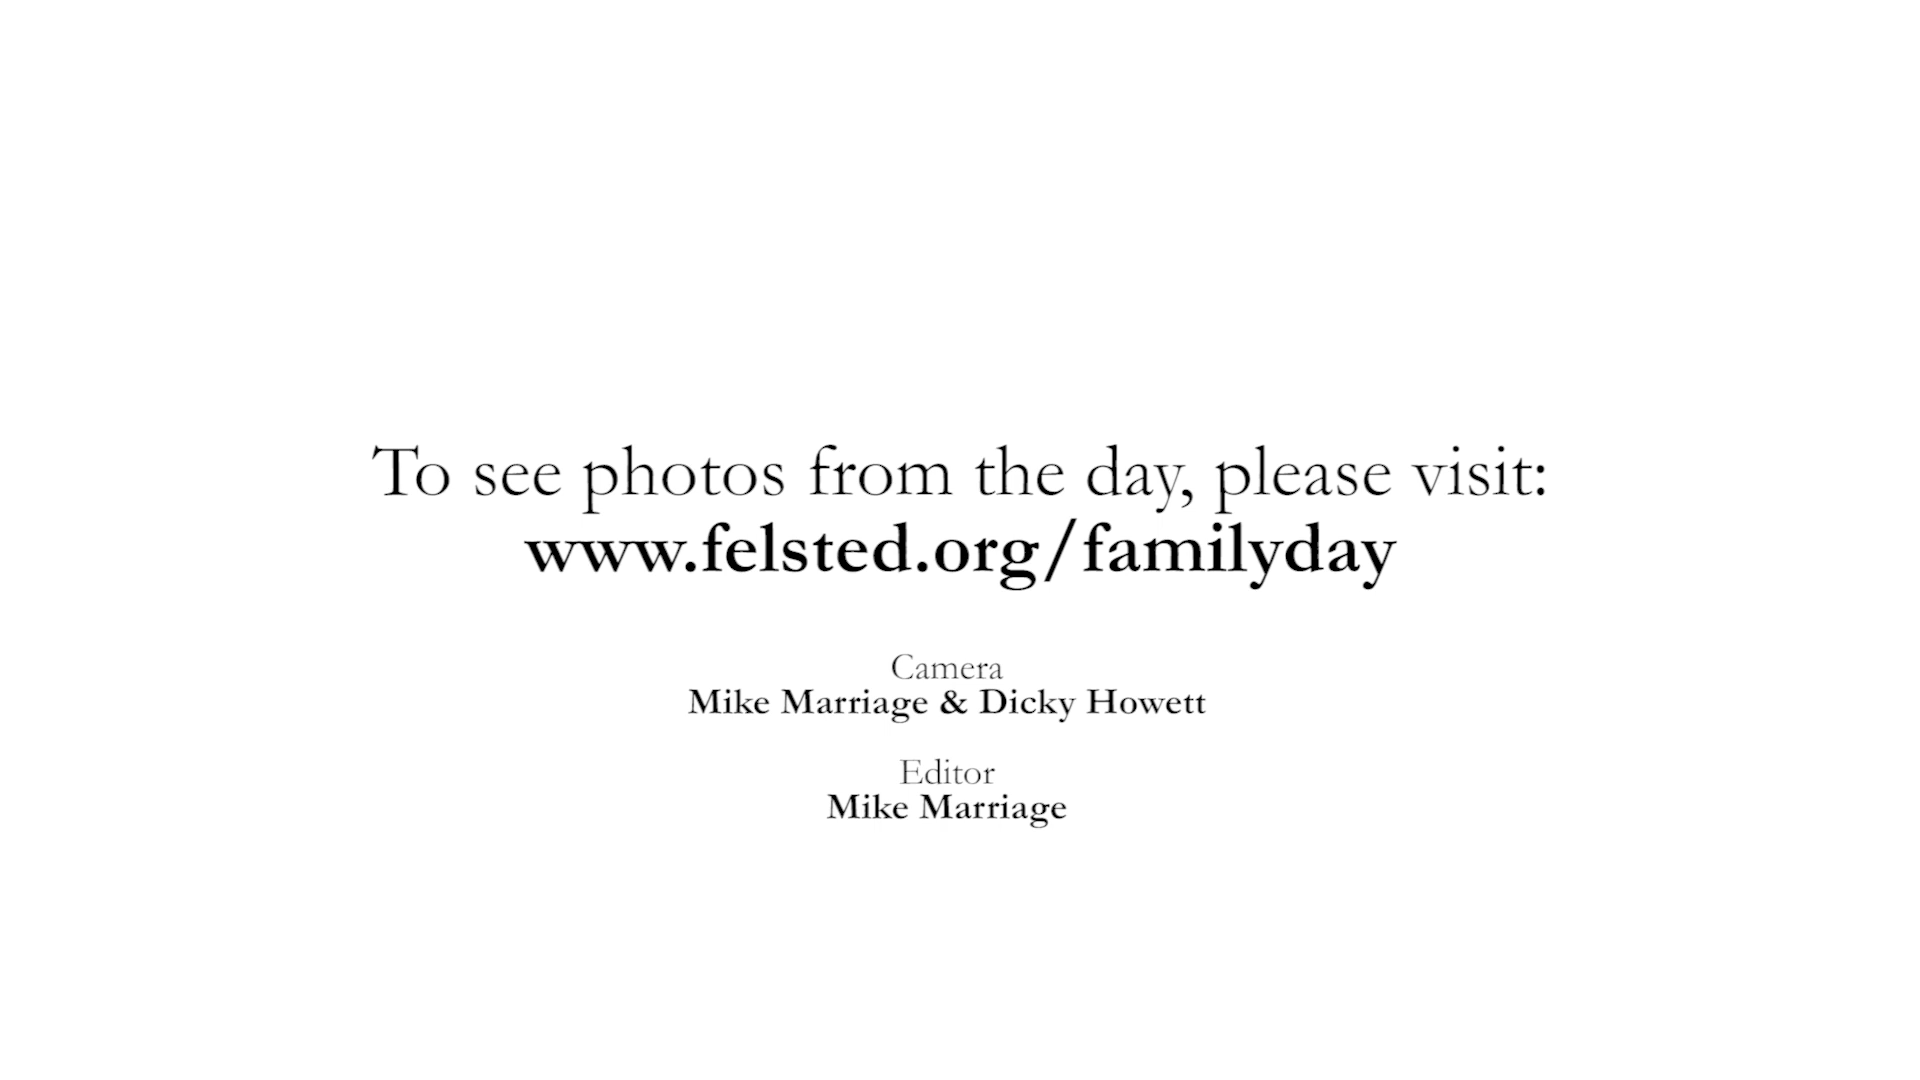 To see photos from the day, please visit:
www.felsted.org/familyday
Camera
Mike Marriage & Dicky Howett
Editor
Mike Marriage